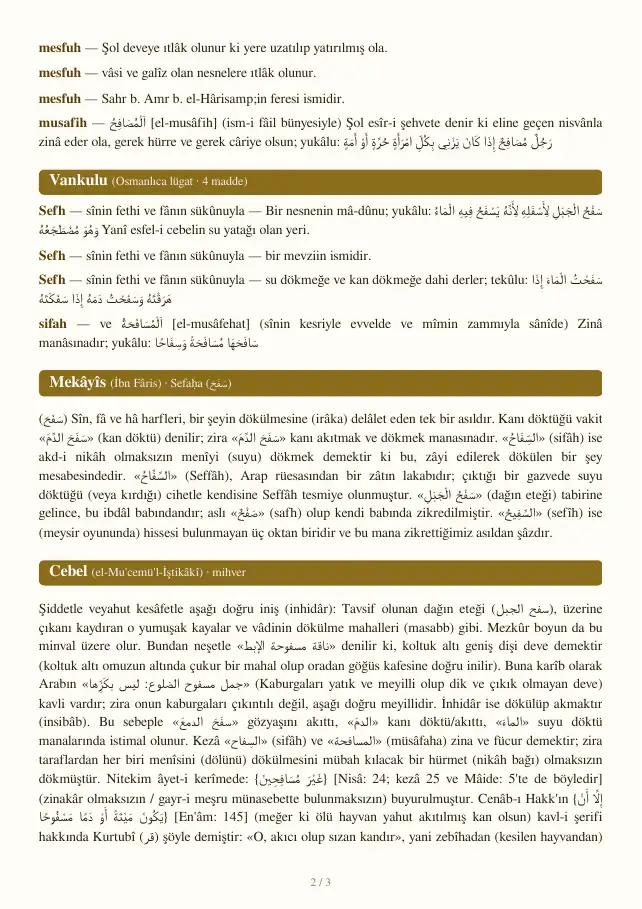 mesfuh — Şol deveye ıtlâk olunur ki yere uzatılıp yatırılmış ola.
mesfuh — vâsi ve galîz olan nesnelere ıtlâk olunur.
mesfuh — Sahr b. Amr b. el-Hârisamp;in feresi ismidir.
musafih — اَلْمُسَافِحُ [el-musâfih] (ism-i fâil bünyesiyle) Şol esîr-i şehvete denir ki eline geçen nisvânla
zinâ eder ola, gerek hürre ve gerek câriye olsun; yukâlu: رَجُلٌ مُسَافِحٌ إِذَا كَانَ يَزْنِي بِكُلِّ امْرَأَةٍ حُرَّةٍ أَوْ أَمَةٍ
Vankulu (Osmanlıca lügat · 4 madde)
Sefh — sînin fethi ve fânın sükûnuyla — Bir nesnenin mâ-dûnu; yukâlu: سَفْحُ الْجَبَلِ لِأَسْفَلِهِ لِأَنَّهُ يَسْفَحُ فِيهِ الْمَاءُ
وَهُوَ مُضْطَجَعُهُ Yanî esfel-i cebelin su yatağı olan yeri.
Sefh — sînin fethi ve fânın sükûnuyla — bir mevziin ismidir.
Sefh — sînin fethi ve fânın sükûnuyla — su dökmeğe ve kan dökmeğe dahi derler; tekûlu: سَفَحْتُ الْمَاءَ إِذَا
هَرَقْتَهُ وَسَفَحْتُ دَمَهُ إِذَا سَفَكْتَهُ
sifah — ve اَلْمُسَافَحَةُ [el-musâfehat] (sînin kesriyle evvelde ve mîmin zammıyla sânîde) Zinâ
manâsınadır; yukâlu: سَافَحَهَا مُسَافَحَةً وَسِفَاحًا
Mekâyîs (İbn Fâris) · Sefaḥa (سَفَحَ)
(سَفَحَ) Sîn, fâ ve hâ harfleri, bir şeyin dökülmesine (irâka) delâlet eden tek bir asıldır. Kanı döktüğü vakit
«سَفَحَ الدَّمَ» (kan döktü) denilir; zira «سَفَحَ الدَّمَ» kanı akıtmak ve dökmek manasınadır. «السِّفَاحُ» (sifâh) ise
akd-i nikâh olmaksızın menîyi (suyu) dökmek demektir ki bu, zâyi edilerek dökülen bir şey
mesabesindedir. «السَّفَّاحُ» (Seffâh), Arap rüesasından bir zâtın lakabıdır; çıktığı bir gazvede suyu
döktüğü (veya kırdığı) cihetle kendisine Seffâh tesmiye olunmuştur. «سَفْحُ الْجَبَلِ» (dağın eteği) tabirine
gelince, bu ibdâl babındandır; aslı «صَفْحٌ» (safh) olup kendi babında zikredilmiştir. «السَّفِيحُ» (sefîh) ise
(meysir oyununda) hissesi bulunmayan üç oktan biridir ve bu mana zikrettiğimiz asıldan şâzdır.
Cebel (el-Mu'cemü'l-İştikâkî) · mihver
Şiddetle veyahut kesâfetle aşağı doğru iniş (inhidâr): Tavsif olunan dağın eteği (سفح الجبل), üzerine
çıkanı kaydıran o yumuşak kayalar ve vâdinin dökülme mahalleri (masabb) gibi. Mezkûr boyun da bu
minval üzere olur. Bundan neşetle «ناقة مسفوحة الإبط» denilir ki, koltuk altı geniş dişi deve demektir
(koltuk altı omuzun altında çukur bir mahal olup oradan göğüs kafesine doğru inilir). Buna karîb olarak
Arabın «جمل مسفوح الضلوع: ليس بكَزِّها» (Kaburgaları yatık ve meyilli olup dik ve çıkık olmayan deve)
kavli vardır; zira onun kaburgaları çıkıntılı değil, aşağı doğru meyillidir. İnhidâr ise dökülüp akmaktır
(insibâb). Bu sebeple «سفَحَ الدمعَ» gözyaşını akıttı, «الدمَ» kanı döktü/akıttı, «الماءَ» suyu döktü
manalarında istimal olunur. Kezâ «السِفاح» (sifâh) ve «المسافحة» (müsâfaha) zina ve fücur demektir; zira
taraflardan her biri menîsini (dölünü) dökülmesini mübah kılacak bir hürmet (nikâh bağı) olmaksızın
dökmüştür. Nitekim âyet-i kerîmede: {غَيْرَ مُسَافِحِينَ} [Nisâ: 24; kezâ 25 ve Mâide: 5'te de böyledir]
(zinakâr olmaksızın / gayr-i meşru münasebette bulunmaksızın) buyurulmuştur. Cenâb-ı Hakk'ın {إِلَّا أَنْ
يَكُونَ مَيْتَةً أَوْ دَمًا مَسْفُوحًا} [En'âm: 145] (meğer ki ölü hayvan yahut akıtılmış kan olsun) kavl-i şerifi
hakkında Kurtubî (قر) şöyle demiştir: «O, akıcı olup sızan kandır», yani zebîhadan (kesilen hayvandan)
2 / 3